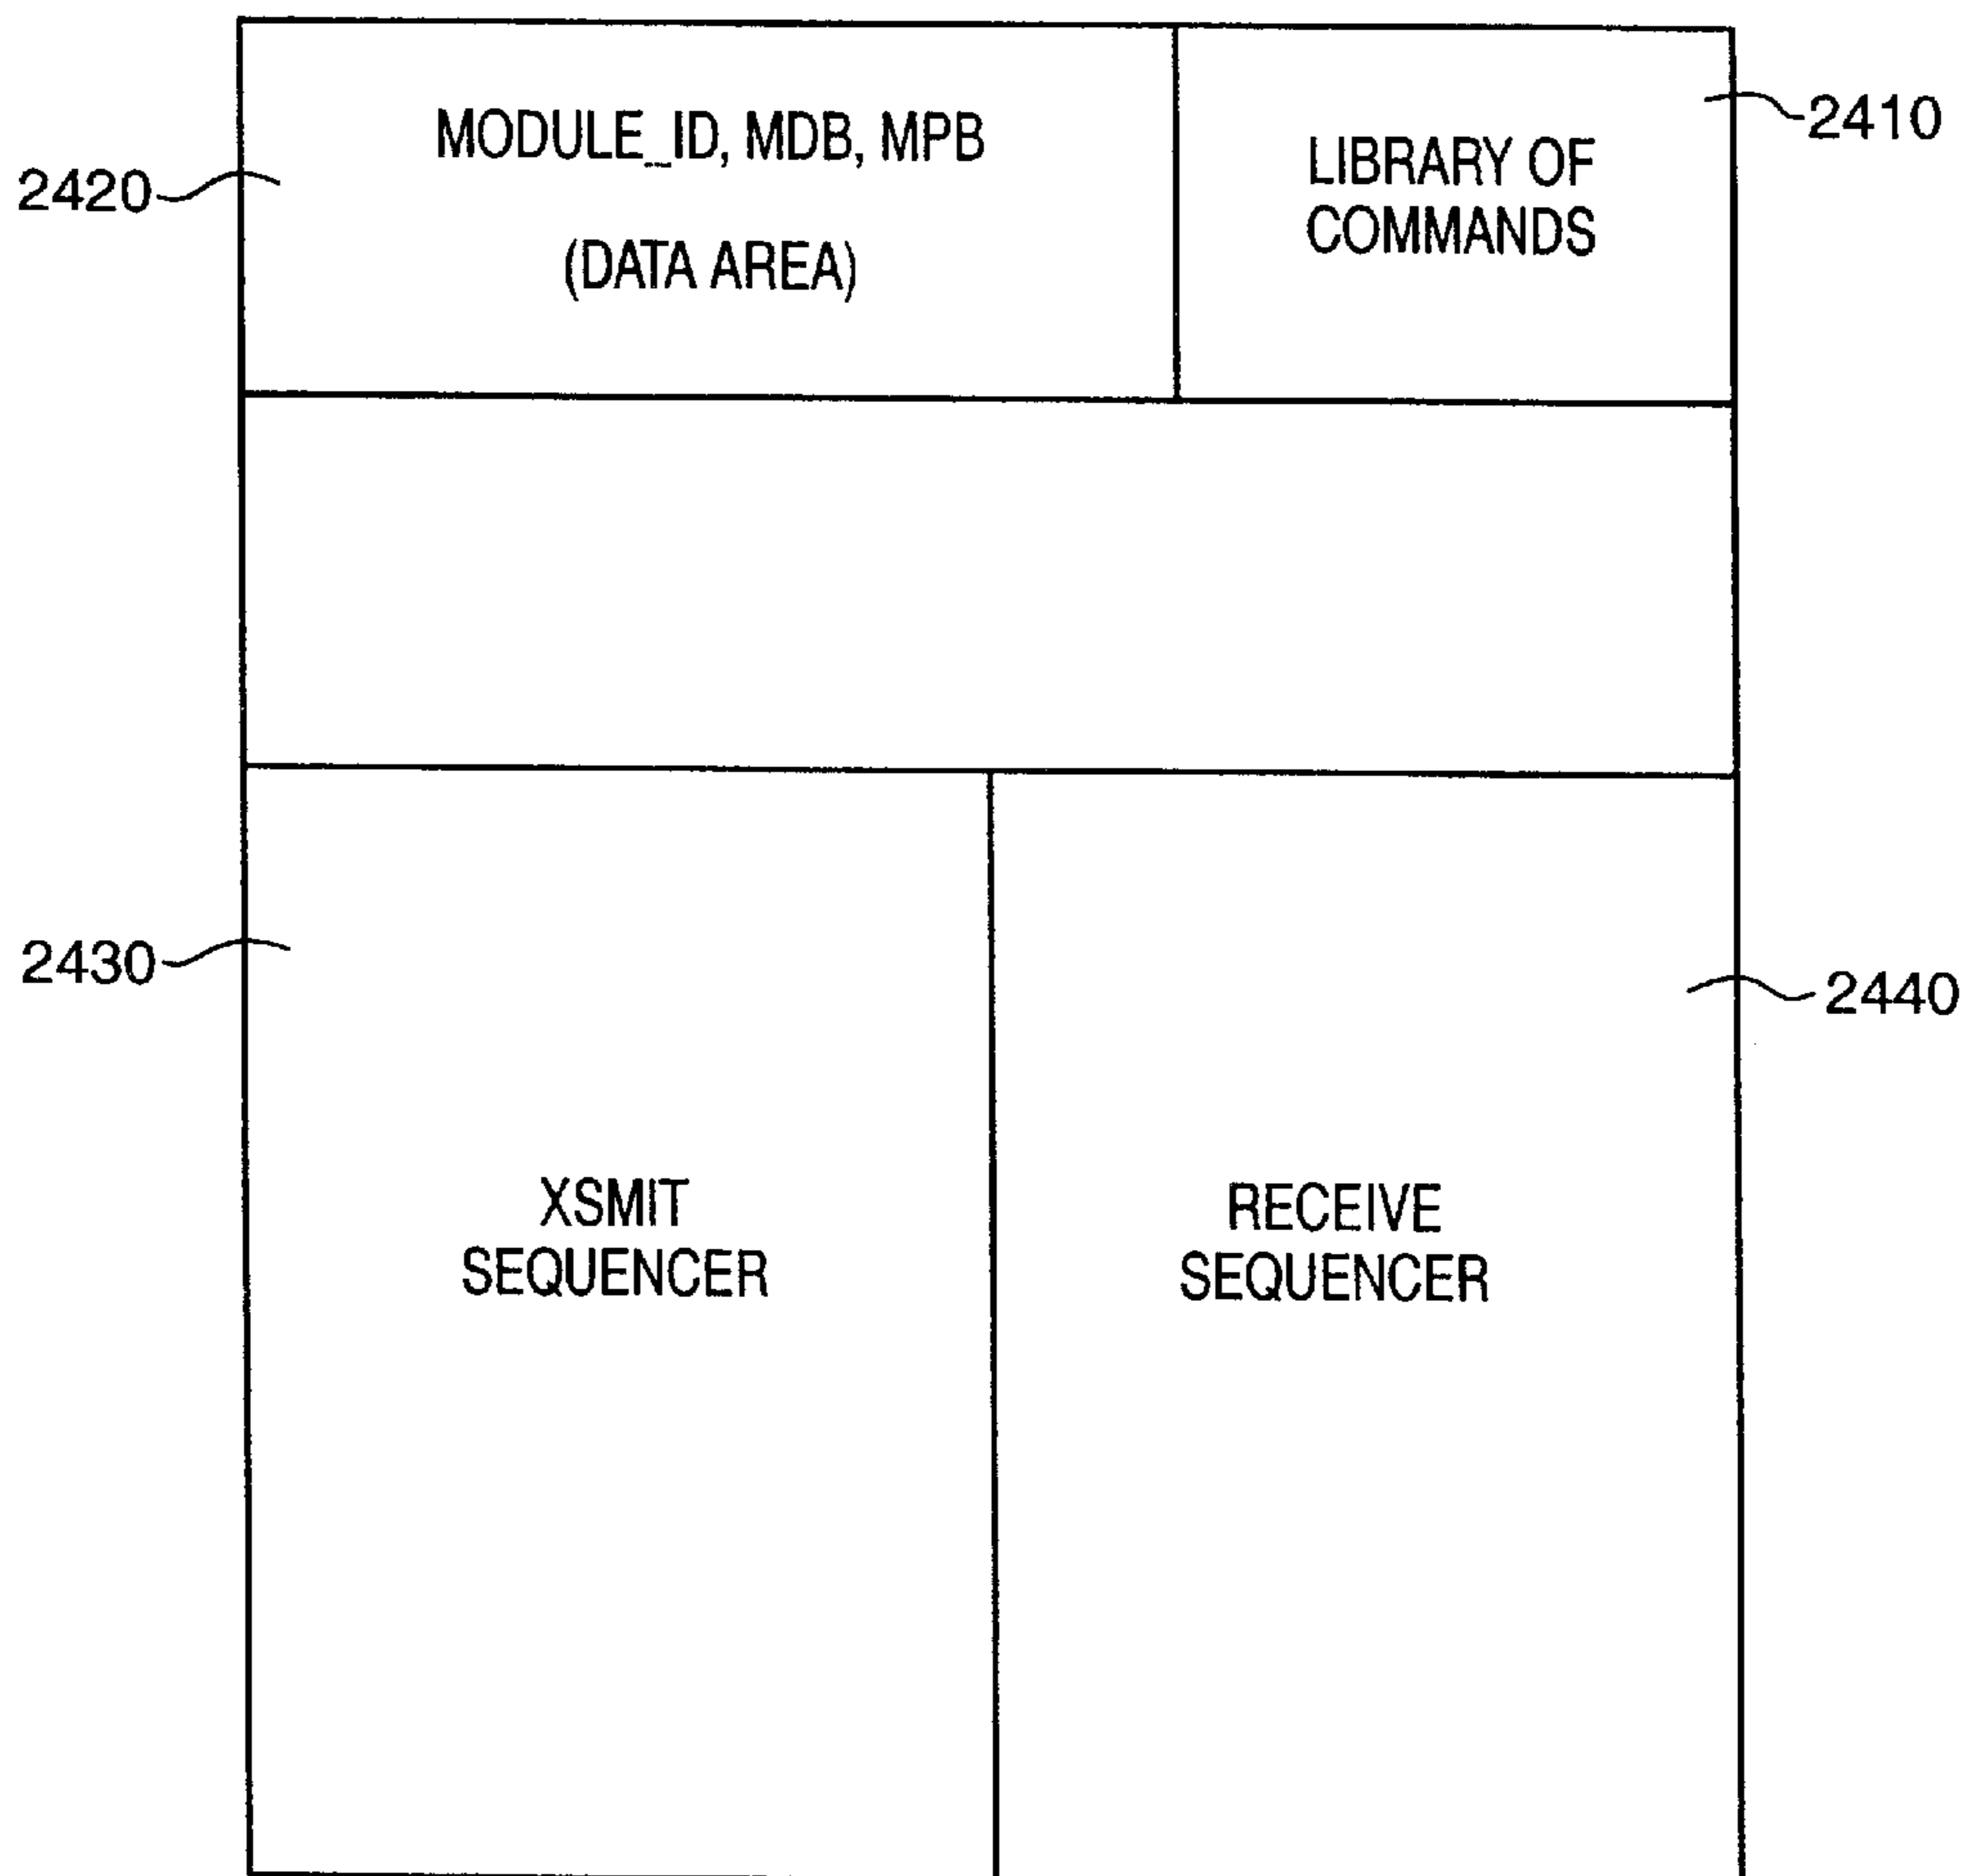 MODULE_ID, MDB, MPB
(DATA AREA)
LIBRARY OF
COMMANDS
2410
2420
2430
2440
XSMIT
SEQUENCER
RECEIVE
SEQUENCER